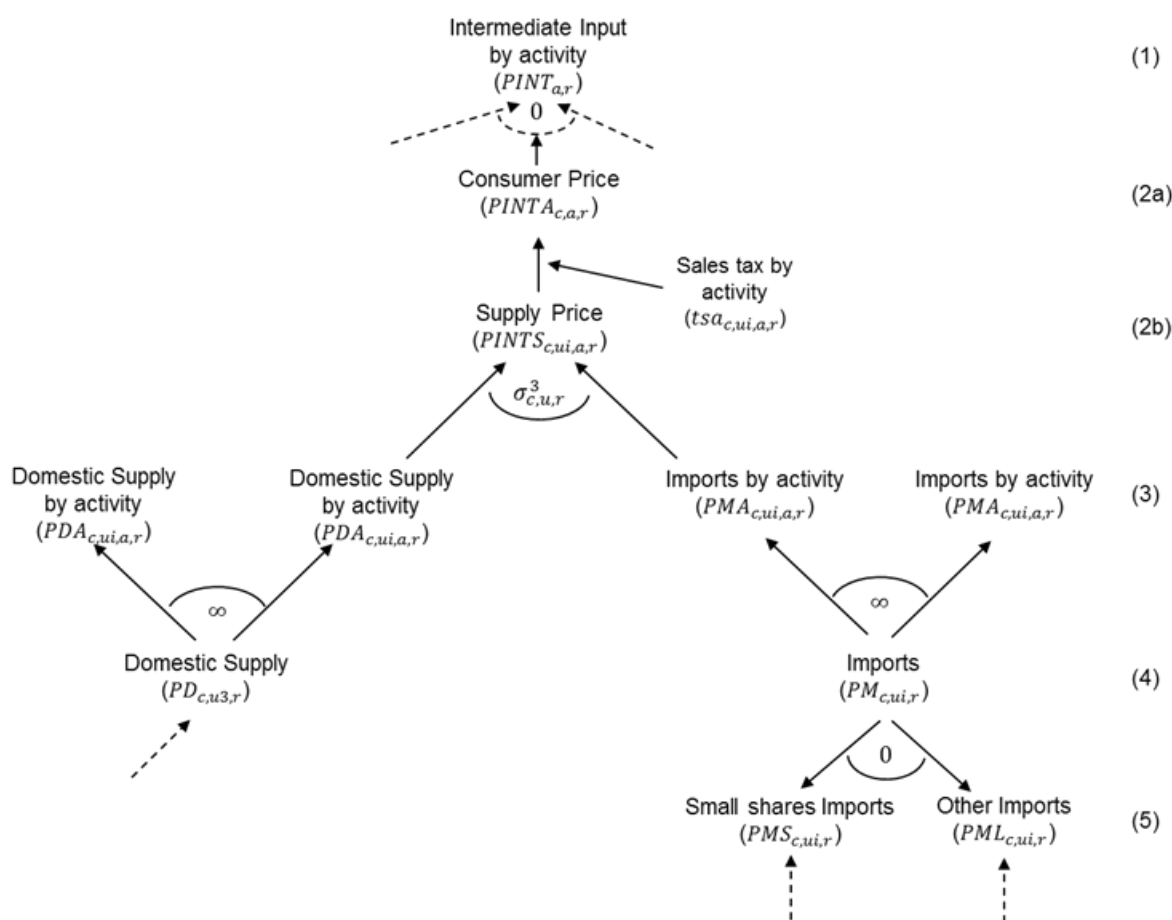 Intermediate Input
by activity
(PINT_{a,r})
(1)
0
Consumer Price
(PINTA_{c,a,r})
(2a)
Sales tax by
activity
(tsa_{c,ui,a,r})
Supply Price
(PINTS_{c,ui,a,r})
(2b)
σ^3_{c,u,r}
Domestic Supply
by activity
(PDA_{c,ui,a,r})
Domestic Supply
by activity
(PDA_{c,ui,a,r})
Imports by activity
(PMA_{c,ui,a,r})
Imports by activity
(PMA_{c,ui,a,r})
(3)
∞
∞
Domestic Supply
(PD_{c,u3,r})
Imports
(PM_{c,ui,r})
(4)
0
Small shares Imports
(PMS_{c,ui,r})
Other Imports
(PML_{c,ui,r})
(5)